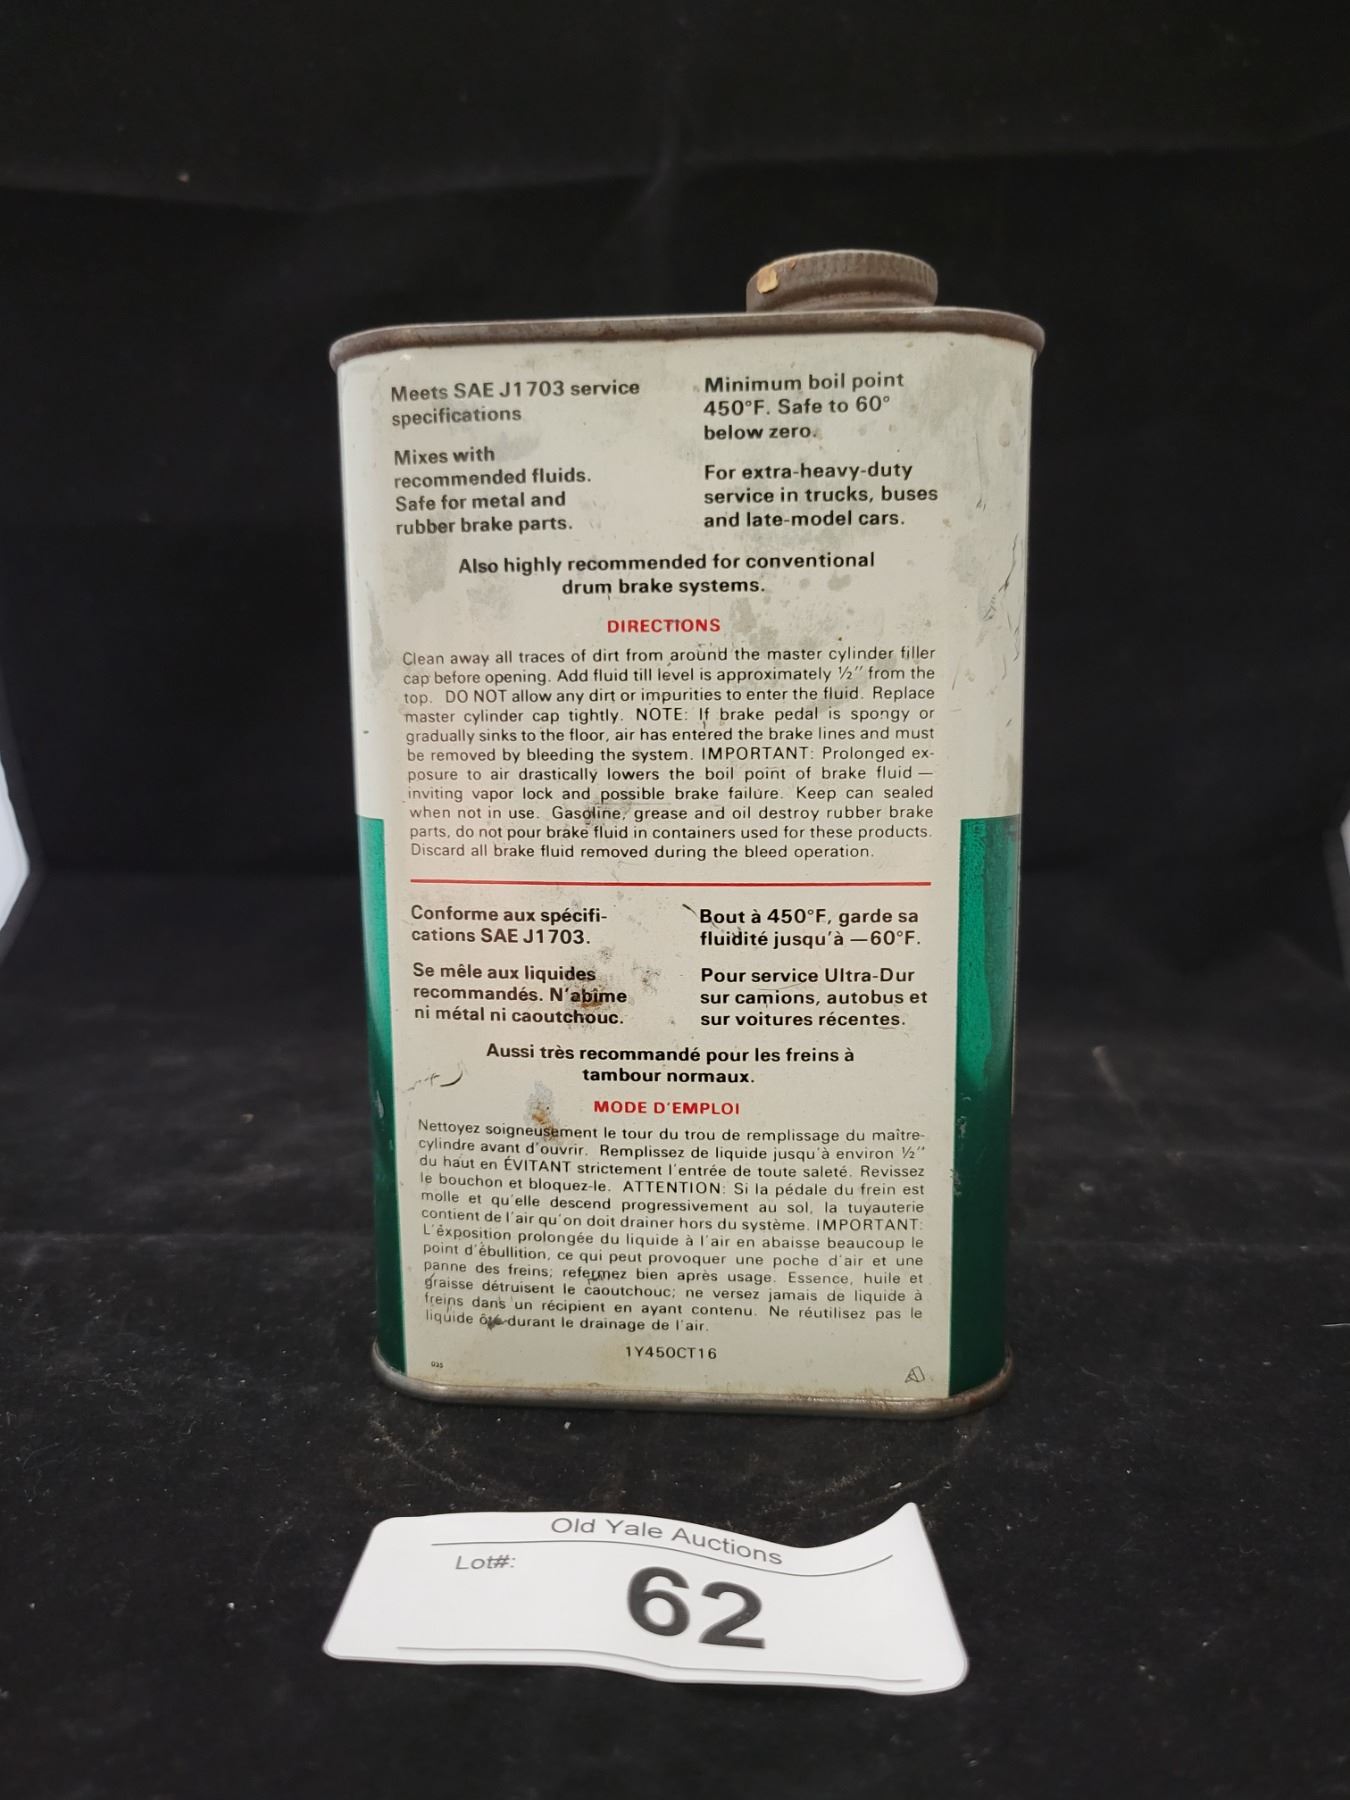 Meets SAE J1703 service
specifications
Mixes with
recommended fluids.
Safe for metal and
rubber brake parts.
Minimum boil point
450°F. Safe to 60°
below zero.
For extra-heavy-duty
service in trucks, buses
and late-model cars.
Also highly recommended for conventional
drum brake systems.
DIRECTIONS
Clean away all traces of dirt from around the master cylinder filler
cap before opening. Add fluid till level is approximately ½" from the
top. DO NOT allow any dirt or impurities to enter the fluid. Replace
master cylinder cap tightly. NOTE: If brake pedal is spongy or
gradually sinks to the floor, air has entered the brake lines and must
be removed by bleeding the system. IMPORTANT: Prolonged ex-
posure to air drastically lowers the boil point of brake fluid —
inviting vapor lock and possible brake failure. Keep can sealed
when not in use. Gasoline, grease and oil destroy rubber brake
parts, do not pour brake fluid in containers used for these products.
Discard all brake fluid removed during the bleed operation.
Conforme aux spécifi-
cations SAE J1703.
Se mêle aux liquides
recommandés. N'abîme
ni métal ni caoutchouc.
Bout à 450°F, garde sa
fluidité jusqu'à —60°F.
Pour service Ultra-Dur
sur camions, autobus et
sur voitures récentes.
Aussi très recommandé pour les freins à
tambour normaux.
MODE D'EMPLOI
Nettoyez soigneusement le tour du trou de remplissage du maître-
cylindre avant d'ouvrir. Remplissez de liquide jusqu'à environ ½"
du haut en ÉVITANT strictement l'entrée de toute saleté. Revissez
le bouchon et bloquez-le. ATTENTION: Si la pédale du frein est
molle et qu'elle descend progressivement au sol, la tuyauterie
contient de l'air qu'on doit drainer hors du système. IMPORTANT:
L'exposition prolongée du liquide à l'air en abaisse beaucoup le
point d'ébullition, ce qui peut provoquer une poche d'air et une
panne des freins; refermez bien après usage. Essence, huile et
graisse détruisent le caoutchouc; ne versez jamais de liquide à
freins dans un récipient en ayant contenu. Ne réutilisez pas le
liquide ôté durant le drainage de l'air.
1Y450CT16
Old Yale Auctions
Lot#:
62